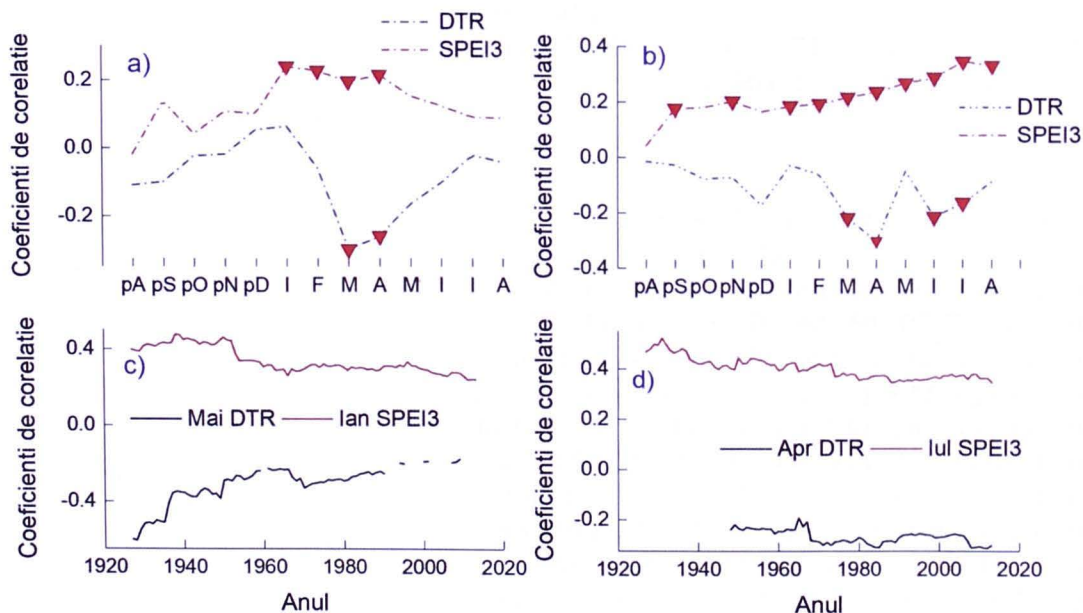 DTR
SPEI3
a)
Coeficienti de corelatie
0.2
0.0
-0.2
pA pS pO pN pD I F M A M I I A
b)
DTR
SPEI3
Coeficienti de corelatie
0.4
0.2
0.0
-0.2
-0.4
pA pS pO pN pD I F M A M I I A
c)
Mai DTR Ian SPEI3
Coeficienti de corelatie
0.4
0.0
-0.4
1920 1940 1960 1980 2000 2020
Anul
d)
Apr DTR Iul SPEI3
Coeficienti de corelatie
0.4
0.2
0.0
-0.2
1920 1940 1960 1980 2000 2020
Anul